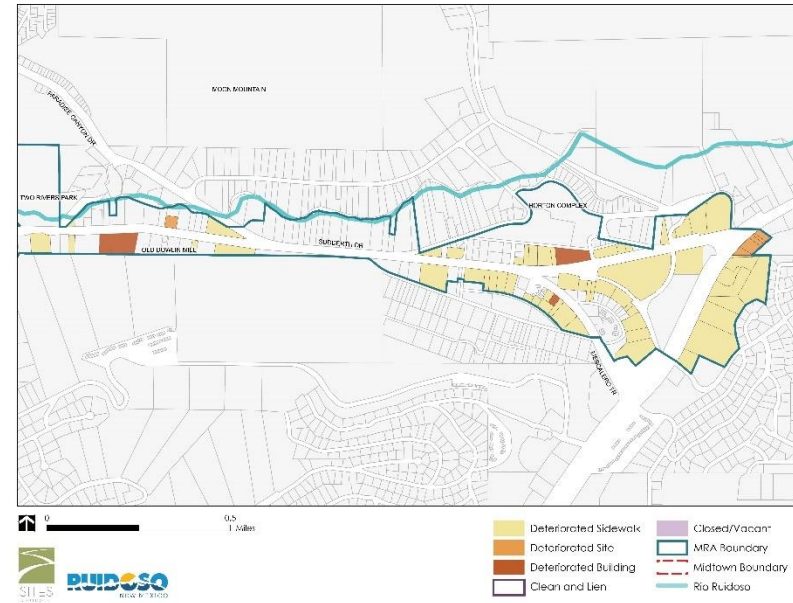 MOON MOUNTAIN
PARADISE CANYON DR
TWO RIVERS PARK
HORTON COMPLEX
SUDDERTH DR
OLD DOWLIN MILL
MESCALERO TR
0 0.5
1 Miles
Deteriorated Sidewalk
Deteriorated Site
Deteriorated Building
Clean and Lien
Closed/Vacant
MRA Boundary
Midtown Boundary
Rio Ruidoso
SITES
RUIDOSO
NEW MEXICO